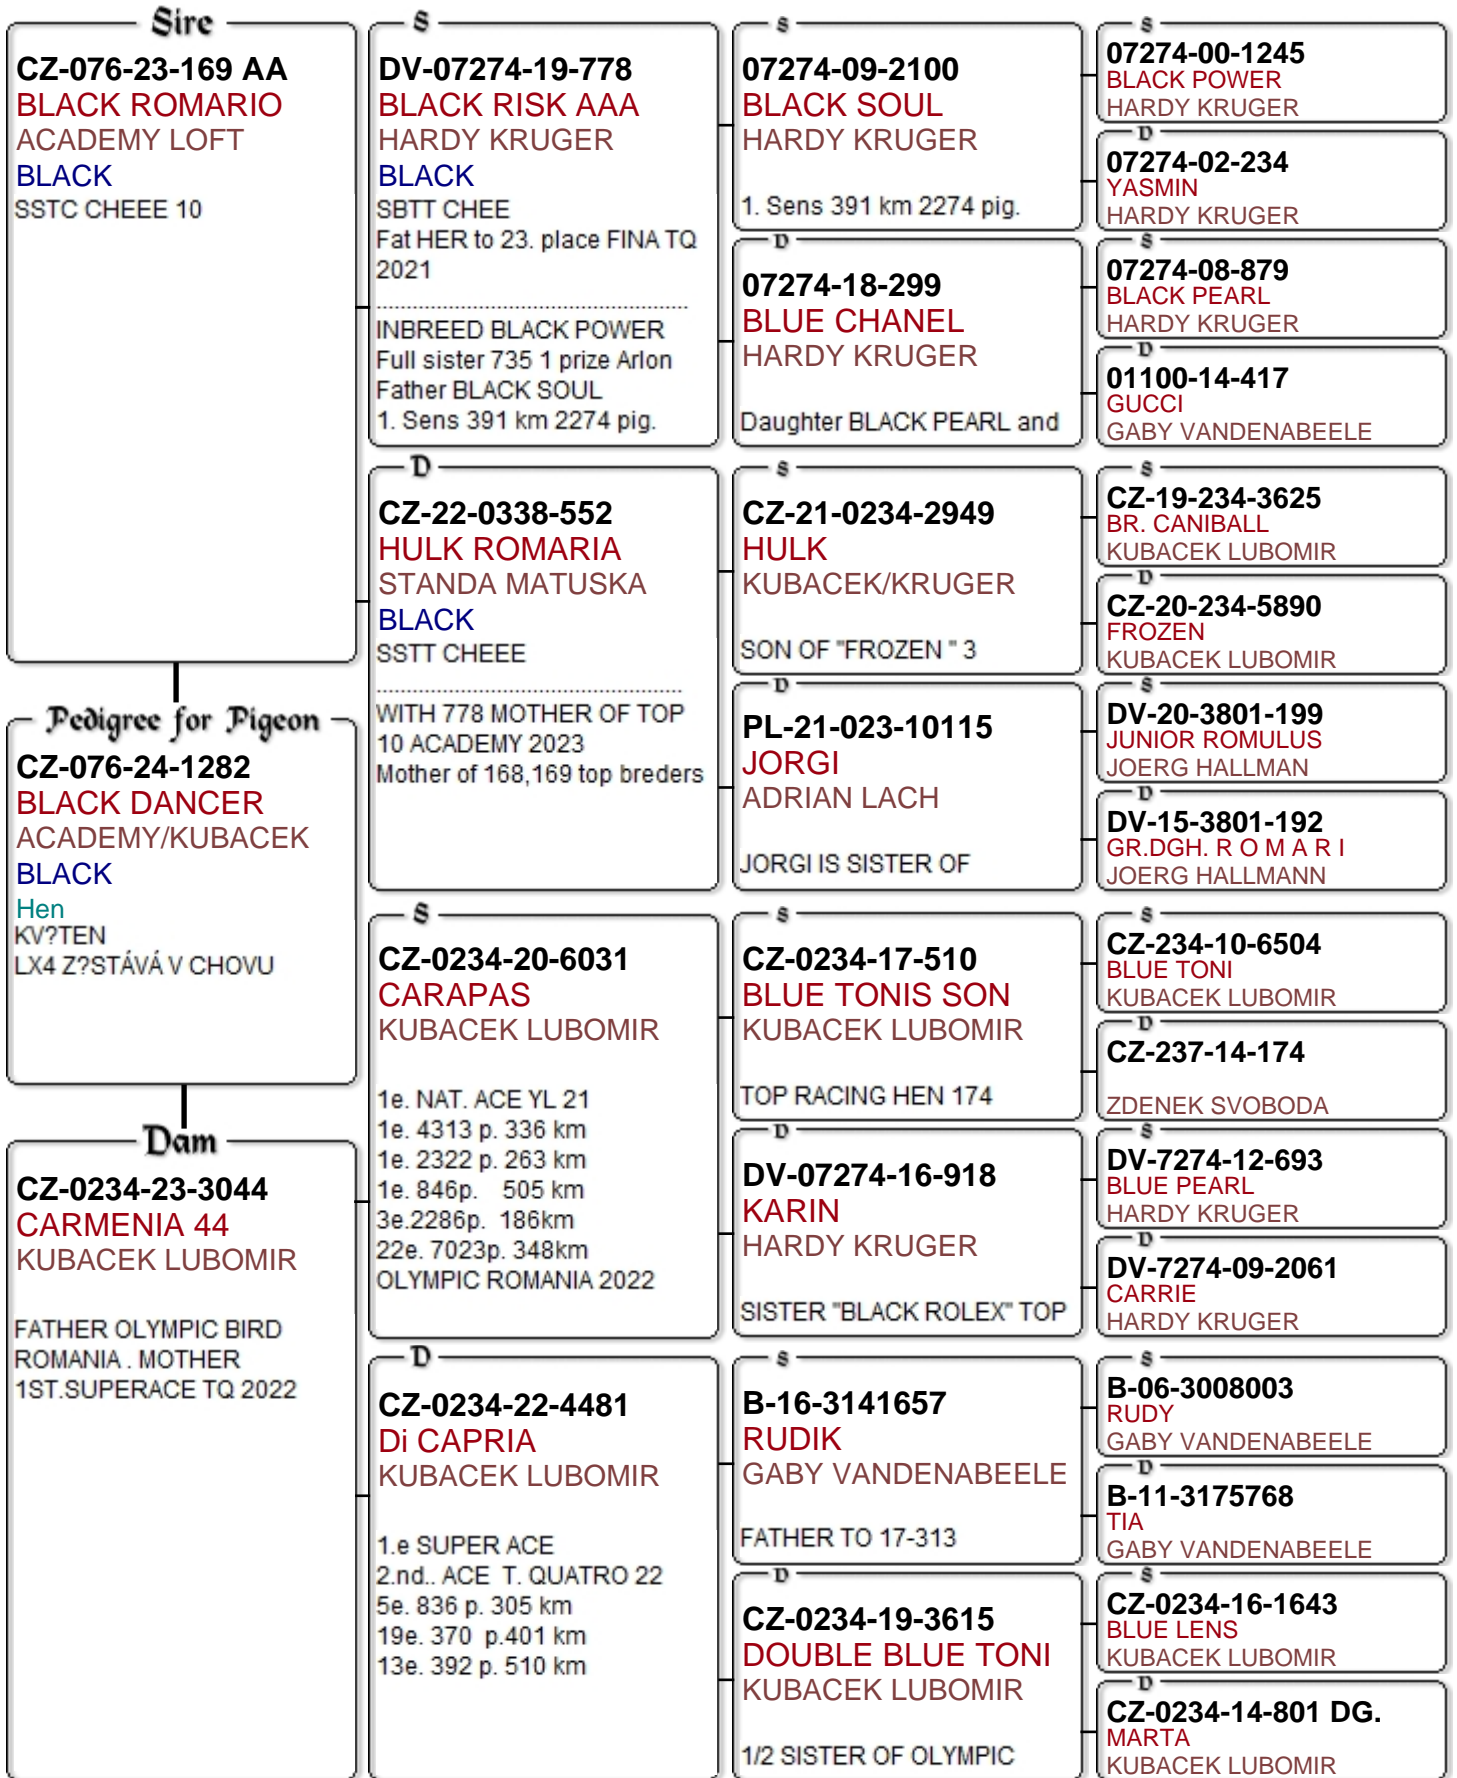 Sire
CZ-076-23-169 AA
BLACK ROMARIO
ACADEMY LOFT
BLACK
SSTC CHEEE 10
Pedigree for Pigeon
CZ-076-24-1282
BLACK DANCER
ACADEMY/KUBACEK
BLACK
Hen
KV?TEN
LX4 Z?STÁVÁ V CHOVU
Dam
CZ-0234-23-3044
CARMENIA 44
KUBACEK LUBOMIR
FATHER OLYMPIC BIRD
ROMANIA . MOTHER
1ST.SUPERACE TQ 2022
S
DV-07274-19-778
BLACK RISK AAA
HARDY KRUGER
BLACK
SBTT CHEE
Fat HER to 23. place FINA TQ
2021
INBREED BLACK POWER
Full sister 735 1 prize Arlon
Father BLACK SOUL
1. Sens 391 km 2274 pig.
D
CZ-22-0338-552
HULK ROMARIA
STANDA MATUSKA
BLACK
SSTT CHEEE
WITH 778 MOTHER OF TOP
10 ACADEMY 2023
Mother of 168,169 top breders
S
CZ-0234-20-6031
CARAPAS
KUBACEK LUBOMIR
1e. NAT. ACE YL 21
1e. 4313 p. 336 km
1e. 2322 p. 263 km
1e. 846p. 505 km
3e.2286p. 186km
22e. 7023p. 348km
OLYMPIC ROMANIA 2022
D
CZ-0234-22-4481
Di CAPRIA
KUBACEK LUBOMIR
1.e SUPER ACE
2.nd.. ACE T. QUATRO 22
5e. 836 p. 305 km
19e. 370 p.401 km
13e. 392 p. 510 km
S
07274-09-2100
BLACK SOUL
HARDY KRUGER
1. Sens 391 km 2274 pig.
D
07274-18-299
BLUE CHANEL
HARDY KRUGER
Daughter BLACK PEARL and
S
CZ-21-0234-2949
HULK
KUBACEK/KRUGER
SON OF "FROZEN " 3
D
PL-21-023-10115
JORGI
ADRIAN LACH
JORGI IS SISTER OF
S
CZ-0234-17-510
BLUE TONIS SON
KUBACEK LUBOMIR
TOP RACING HEN 174
D
DV-07274-16-918
KARIN
HARDY KRUGER
SISTER "BLACK ROLEX" TOP
S
B-16-3141657
RUDIK
GABY VANDENABEELE
FATHER TO 17-313
D
CZ-0234-19-3615
DOUBLE BLUE TONI
KUBACEK LUBOMIR
1/2 SISTER OF OLYMPIC
S
07274-00-1245
BLACK POWER
HARDY KRUGER
D
07274-02-234
YASMIN
HARDY KRUGER
S
07274-08-879
BLACK PEARL
HARDY KRUGER
D
01100-14-417
GUCCI
GABY VANDENABEELE
S
CZ-19-234-3625
BR. CANIBALL
KUBACEK LUBOMIR
D
CZ-20-234-5890
FROZEN
KUBACEK LUBOMIR
S
DV-20-3801-199
JUNIOR ROMULUS
JOERG HALLMAN
D
DV-15-3801-192
GR.DGH. R O M A R I
JOERG HALLMANN
S
CZ-234-10-6504
BLUE TONI
KUBACEK LUBOMIR
D
CZ-237-14-174
ZDENEK SVOBODA
S
DV-7274-12-693
BLUE PEARL
HARDY KRUGER
D
DV-7274-09-2061
CARRIE
HARDY KRUGER
S
B-06-3008003
RUDY
GABY VANDENABEELE
D
B-11-3175768
TIA
GABY VANDENABEELE
S
CZ-0234-16-1643
BLUE LENS
KUBACEK LUBOMIR
D
CZ-0234-14-801 DG.
MARTA
KUBACEK LUBOMIR